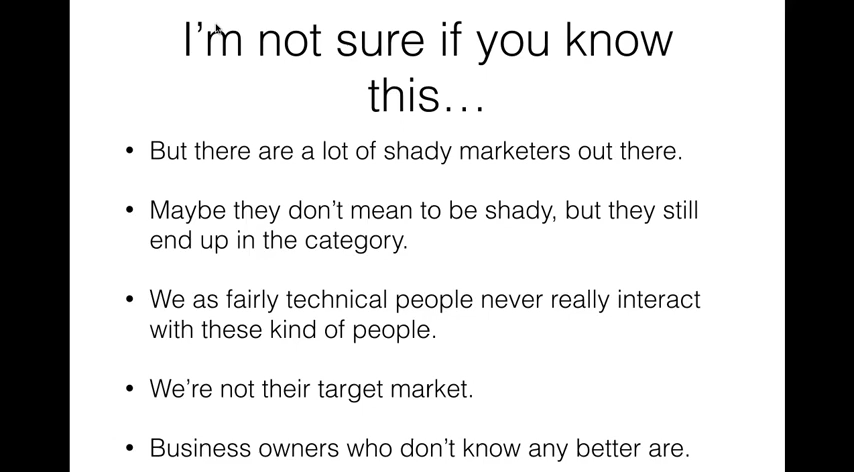 I’m not sure if you know
this…
• But there are a lot of shady marketers out there.
• Maybe they don’t mean to be shady, but they still
end up in the category.
• We as fairly technical people never really interact
with these kind of people.
• We’re not their target market.
• Business owners who don’t know any better are.